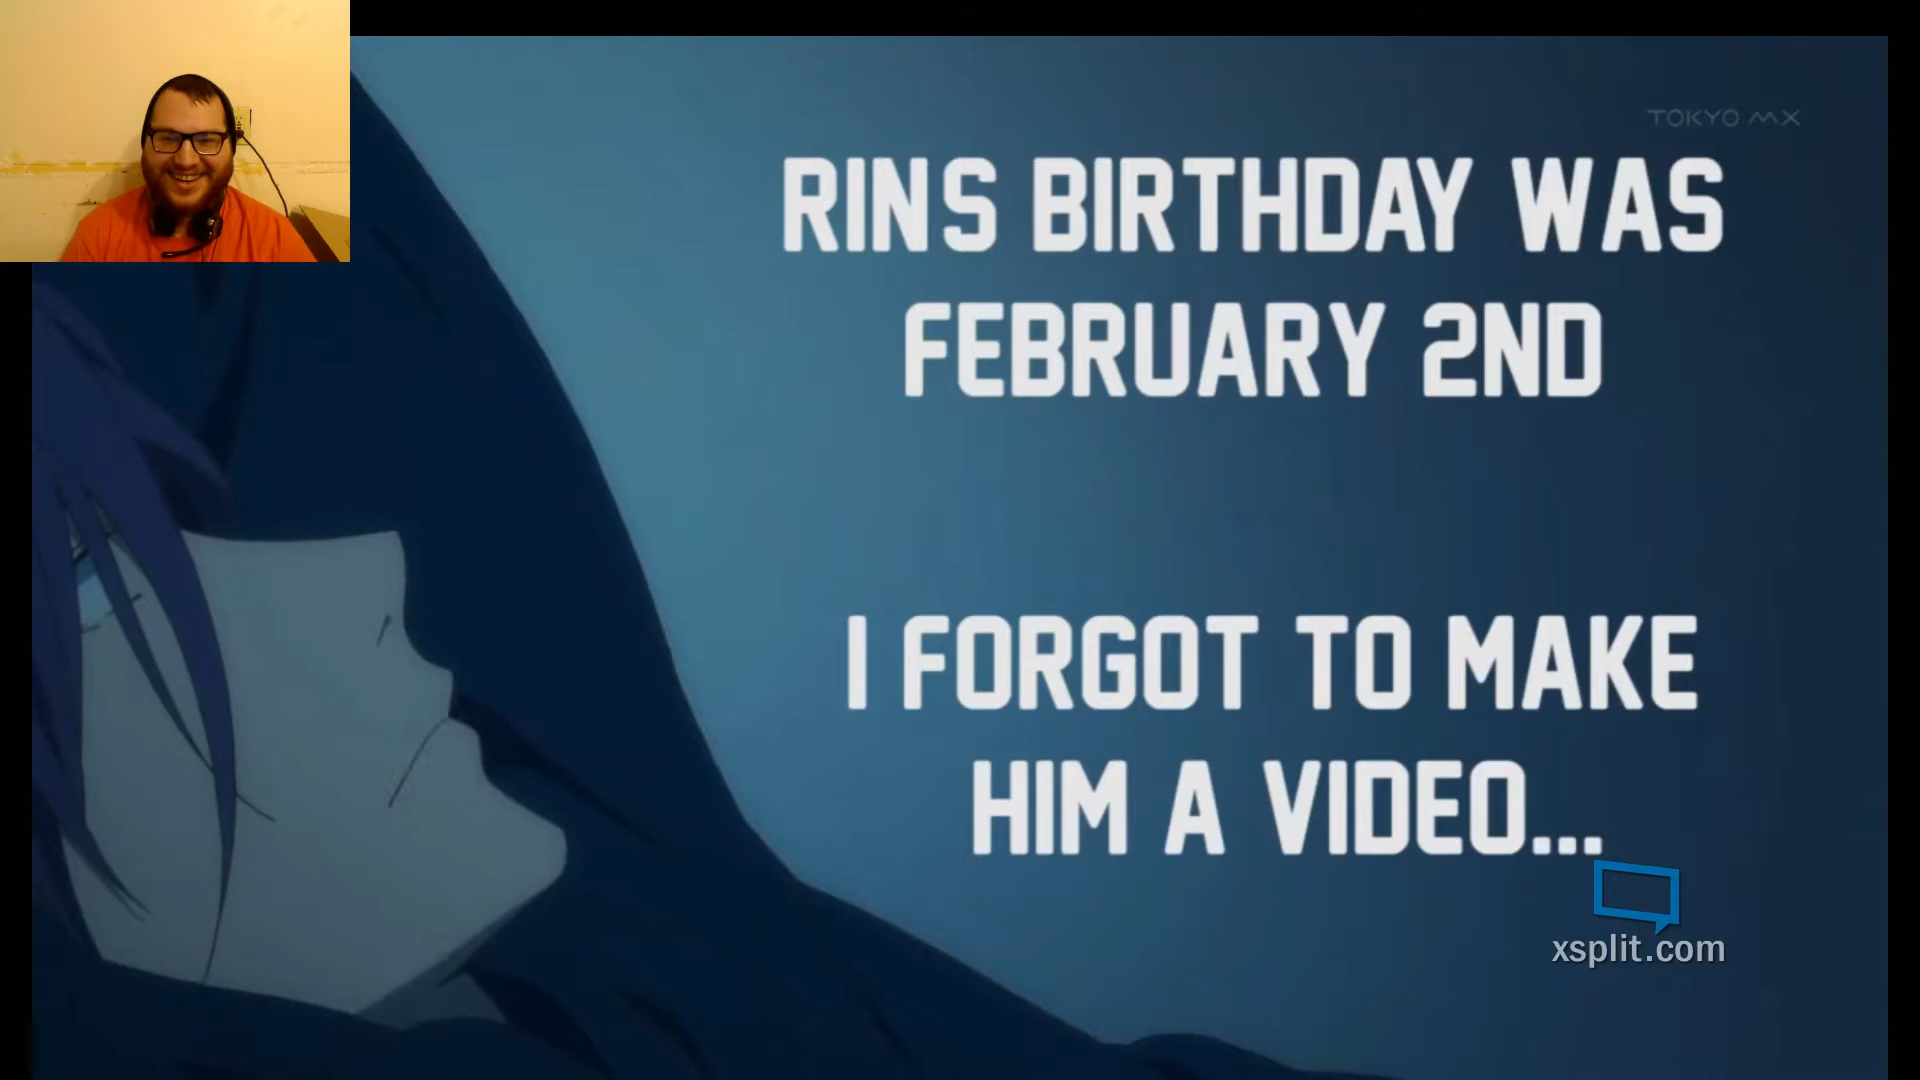 TOKYO MX
RINS BIRTHDAY WAS
FEBRUARY 2ND
I FORGOT TO MAKE
HIM A VIDEO...
xsplit.com